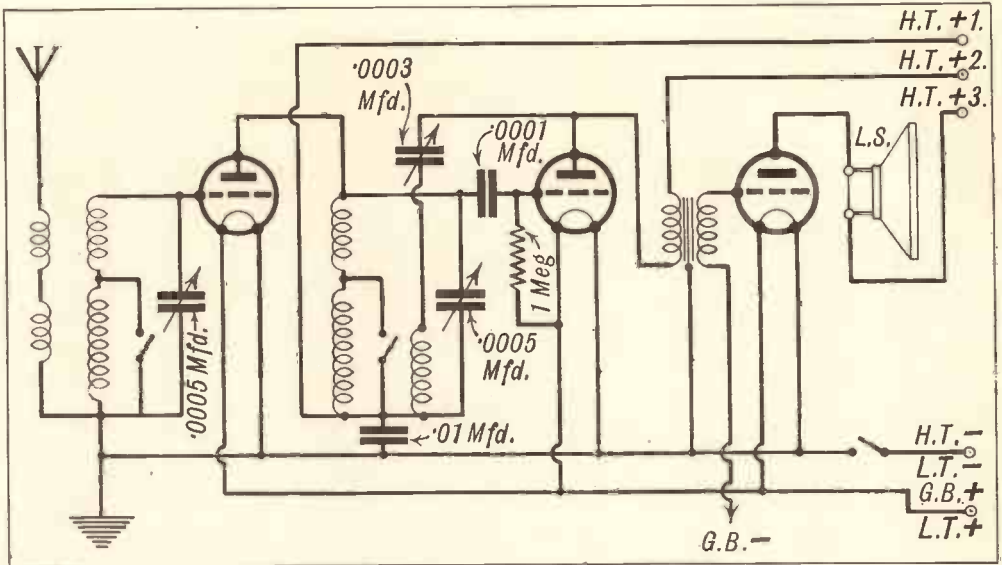 H.T.+1.
H.T.+2.
H.T.+3.
·0003
Mfd.
·0001
Mfd.
L.S.
1 Meg
·0005 Mfd.
·0005
Mfd.
·01 Mfd.
H.T.–
L.T.–
G.B.+
L.T.+
G.B.–